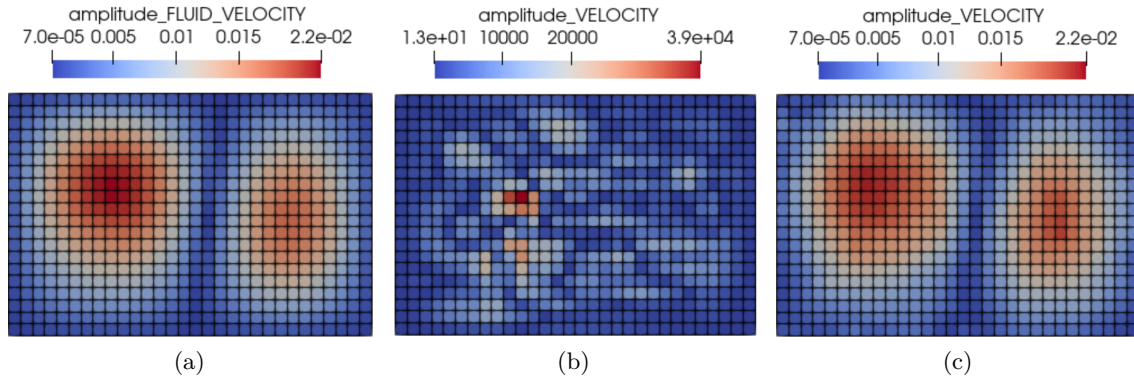 amplitude_FLUID_VELOCITY
7.0e-05 0.005 0.01 0.015 2.2e-02
amplitude_VELOCITY
1.3e+01 10000 20000 3.9e+04
amplitude_VELOCITY
7.0e-05 0.005 0.01 0.015 2.2e-02
(a)
(b)
(c)